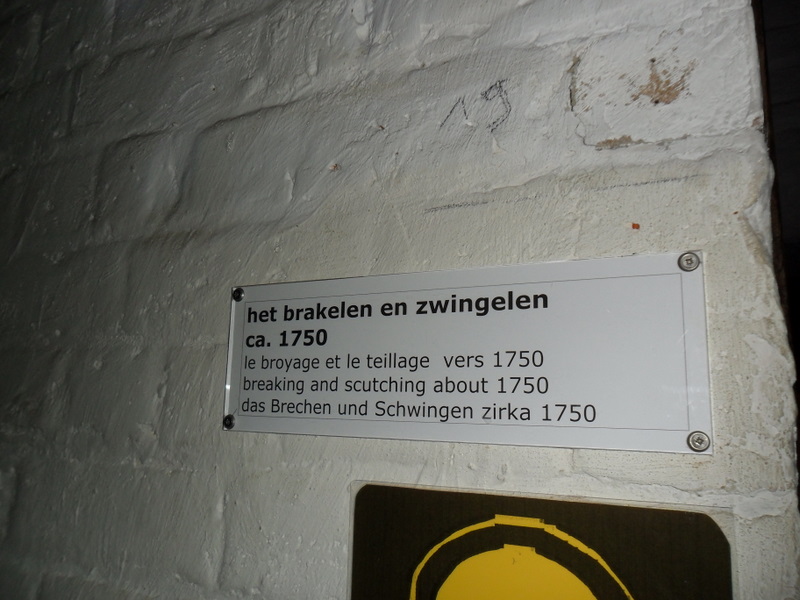 19
het brakelen en zwingelen
ca. 1750
le broyage et le teillage vers 1750
breaking and scutching about 1750
das Brechen und Schwingen zirka 1750